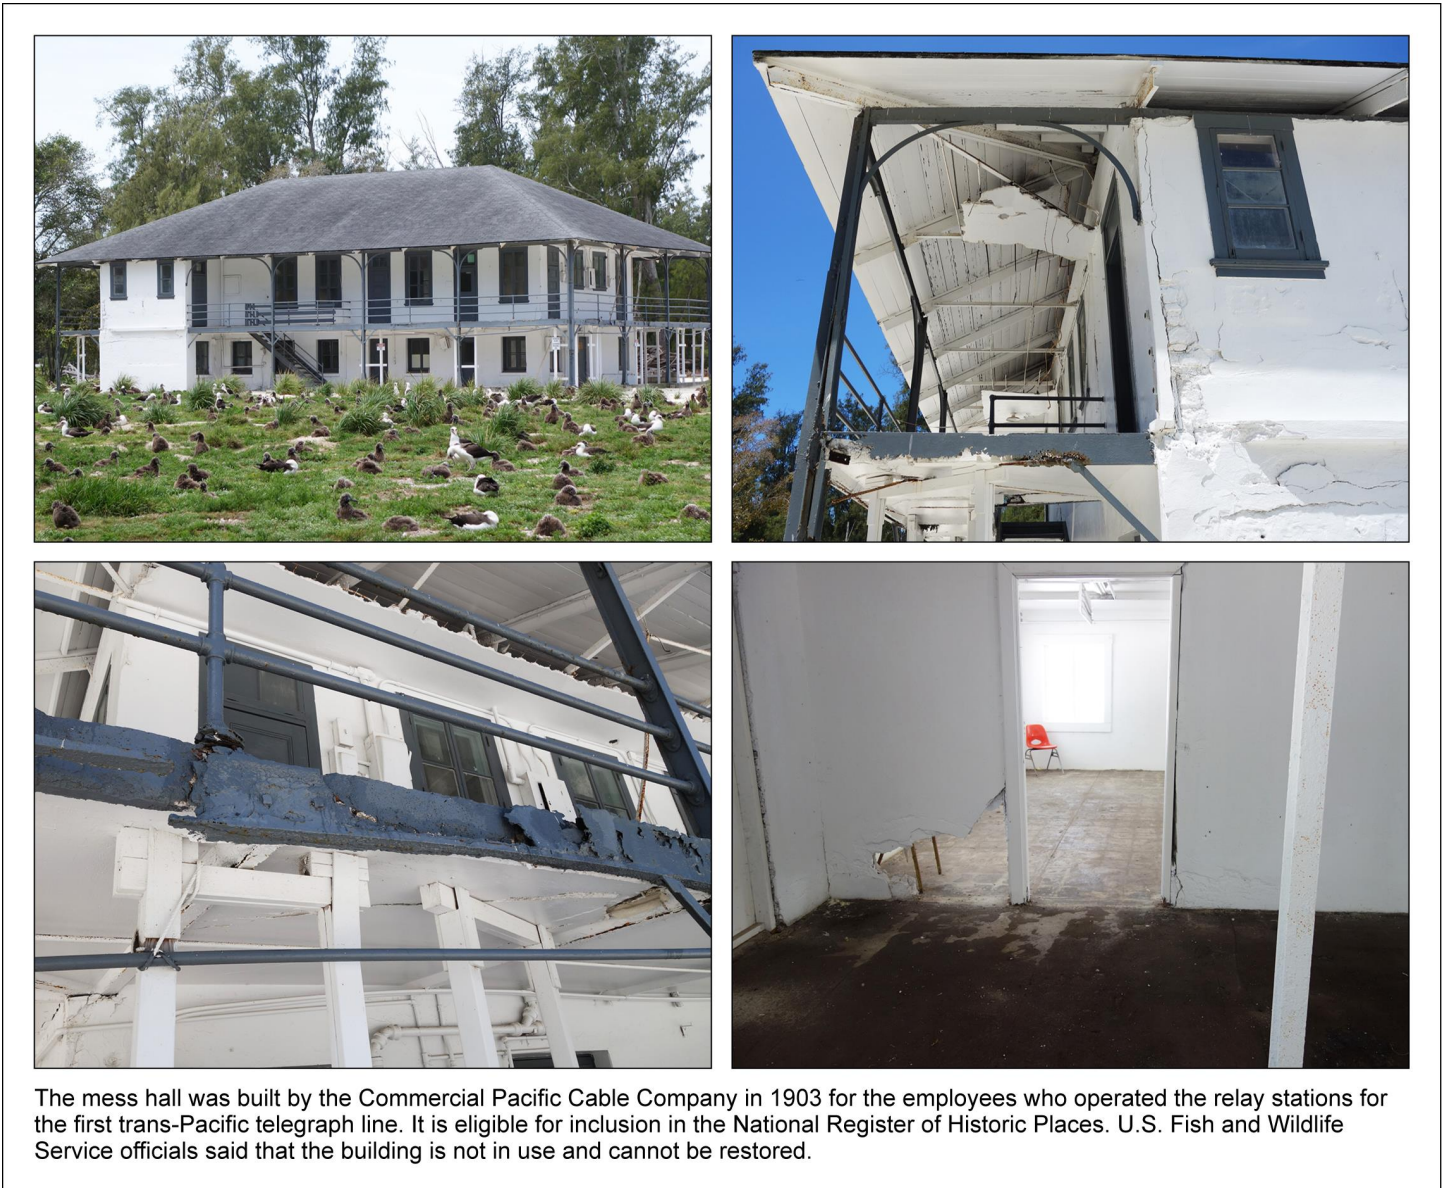 The mess hall was built by the Commercial Pacific Cable Company in 1903 for the employees who operated the relay stations for
the first trans-Pacific telegraph line. It is eligible for inclusion in the National Register of Historic Places. U.S. Fish and Wildlife
Service officials said that the building is not in use and cannot be restored.